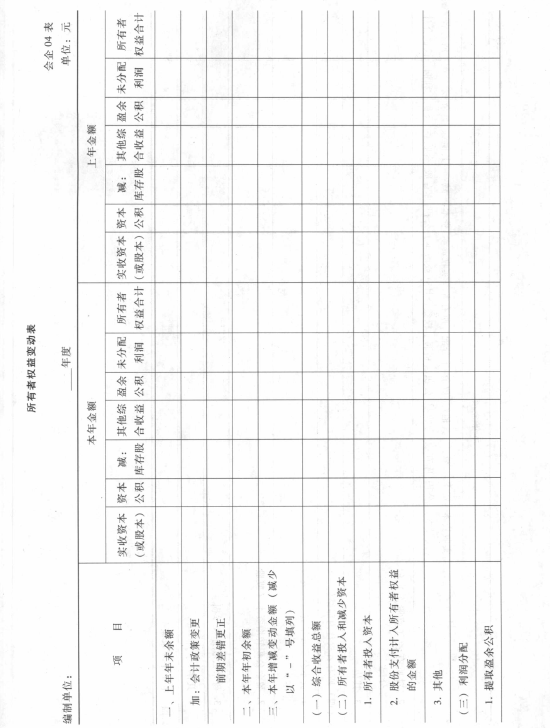 所有者权益变动表
会企 04 表
编制单位： ____年度 单位：元
项 目
本年金额
上年金额
实收资本
（或股本）
资本
公积
减：
库存股
其他综
合收益
盈余
公积
未分配
利润
所有者
权益合计
实收资本
（或股本）
资本
公积
减：
库存股
其他综
合收益
盈余
公积
未分配
利润
所有者
权益合计
一、上年年末余额
加：会计政策变更
前期差错更正
二、本年年初余额
三、本年增减变动金额（减少
以“－”号填列）
（一）综合收益总额
（二）所有者投入和减少资本
1. 所有者投入资本
2. 股份支付计入所有者权益
的金额
3. 其他
（三）利润分配
1. 提取盈余公积